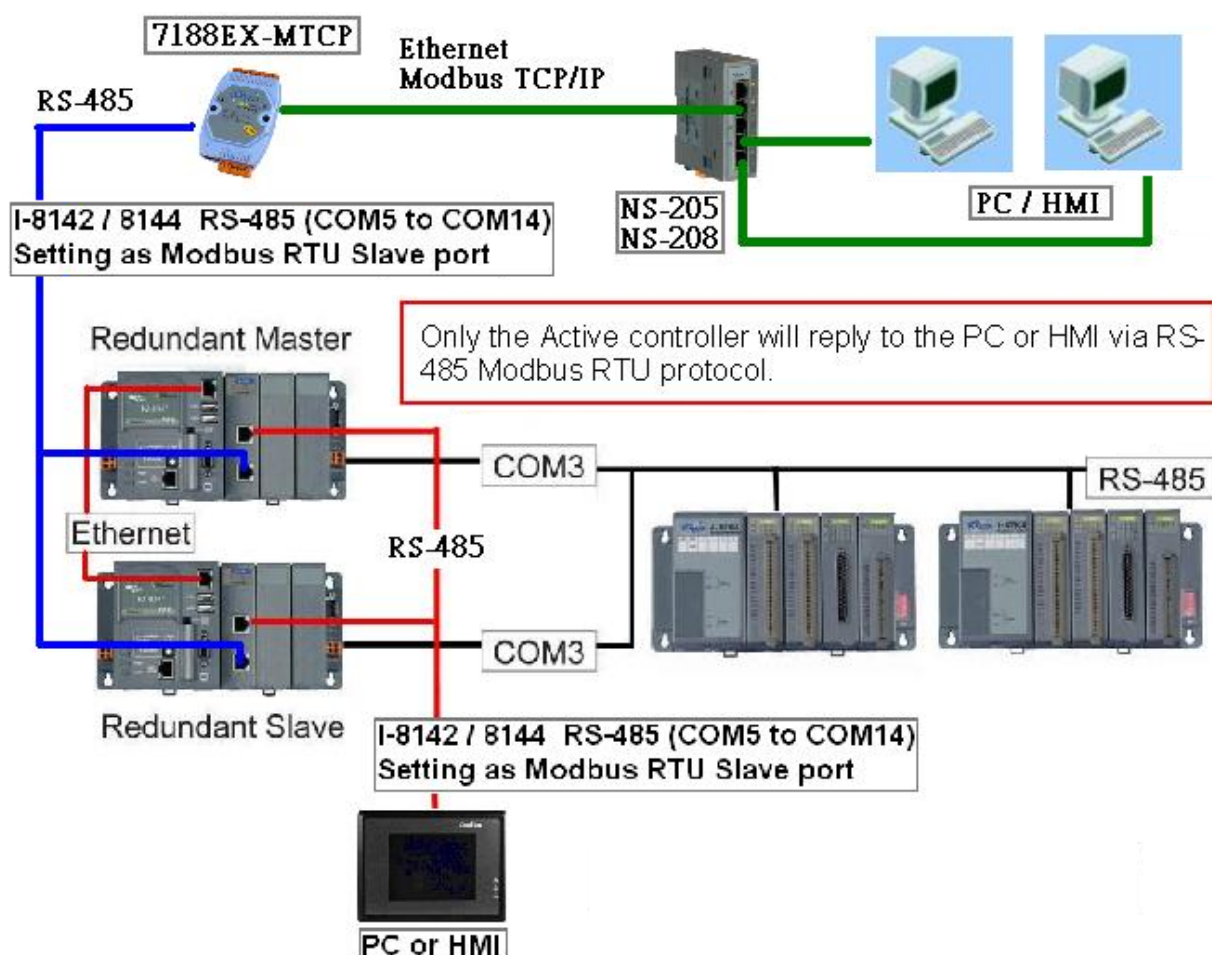 7188EX-MTCP
Ethernet
Modbus TCP/IP
RS-485
NS-205
NS-208
PC / HMI
I-8142 / 8144 RS-485 (COM5 to COM14)
Setting as Modbus RTU Slave port
Only the Active controller will reply to the PC or HMI via RS-
485 Modbus RTU protocol.
Redundant Master
COM3
RS-485
Ethernet
RS-485
COM3
Redundant Slave
I-8142 / 8144 RS-485 (COM5 to COM14)
Setting as Modbus RTU Slave port
PC or HMI